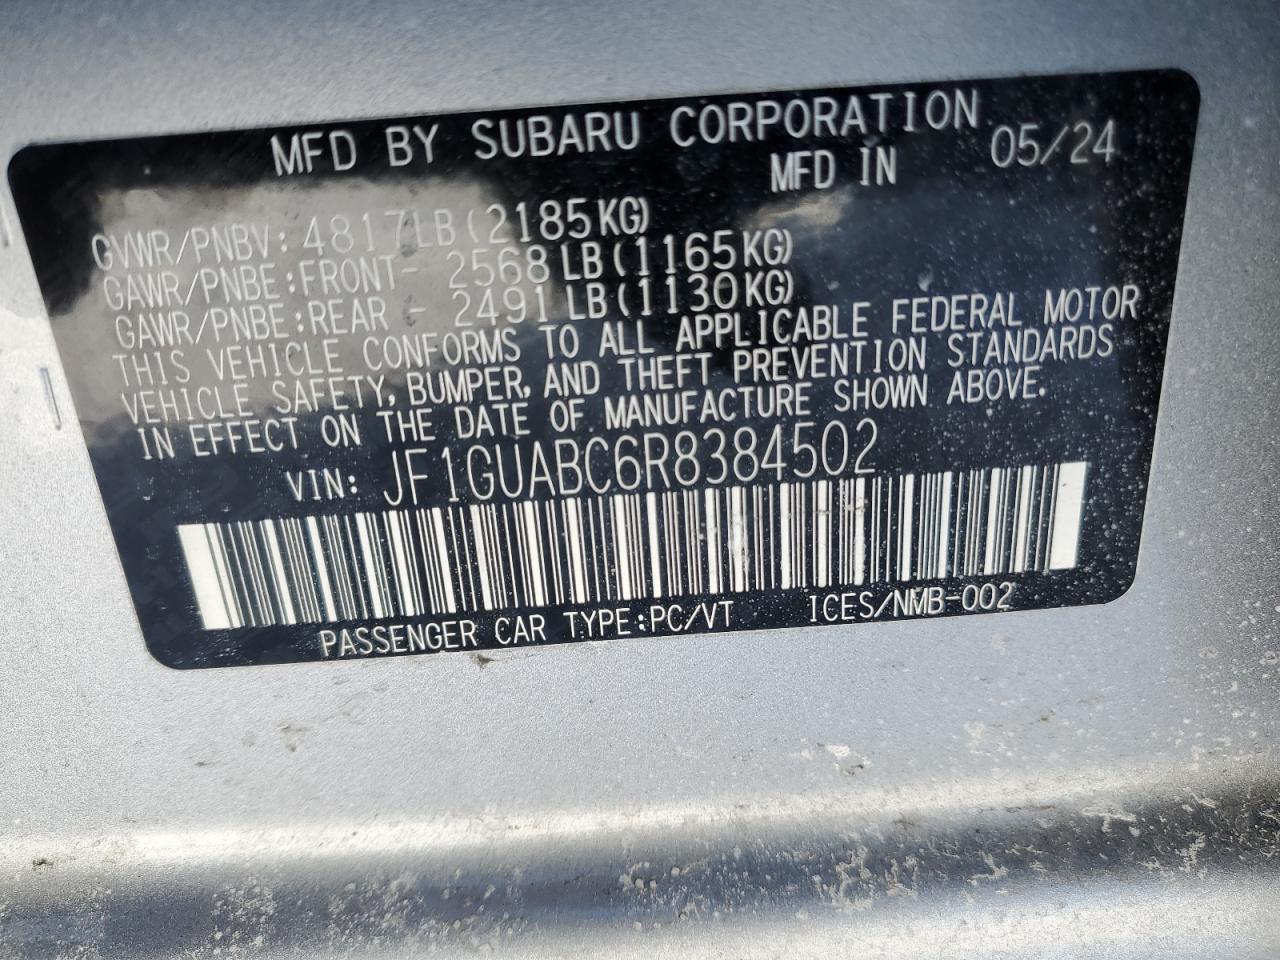 MFD BY SUBARU CORPORATION
MFD IN 05/24
GVWR/PNBV: 4817LB(2185KG)
GAWR/PNBE:FRONT- 2568 LB(1165KG)
GAWR/PNBE:REAR - 2491 LB(1130KG)
THIS VEHICLE CONFORMS TO ALL APPLICABLE FEDERAL MOTOR
VEHICLE SAFETY, BUMPER, AND THEFT PREVENTION STANDARDS
IN EFFECT ON THE DATE OF MANUFACTURE SHOWN ABOVE.
VIN: JF1GUABC6R8384502
PASSENGER CAR TYPE:PC/VT ICES/NMB-002